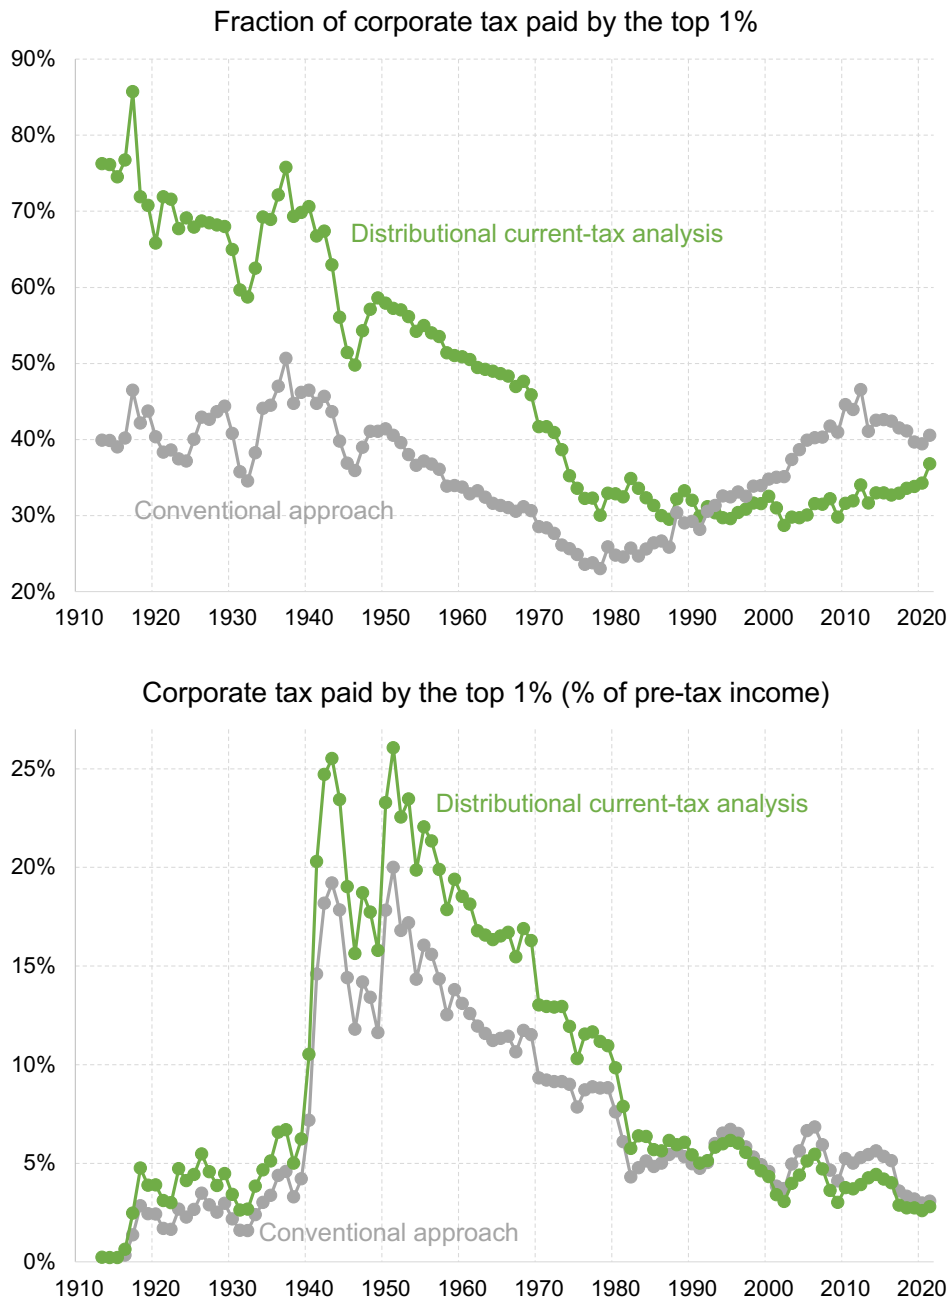 Fraction of corporate tax paid by the top 1%
90%
80%
70%
Distributional current-tax analysis
60%
50%
40%
Conventional approach
30%
20%
1910 1920 1930 1940 1950 1960 1970 1980 1990 2000 2010 2020
Corporate tax paid by the top 1% (% of pre-tax income)
25%
Distributional current-tax analysis
20%
15%
10%
5%
Conventional approach
0%
1910 1920 1930 1940 1950 1960 1970 1980 1990 2000 2010 2020